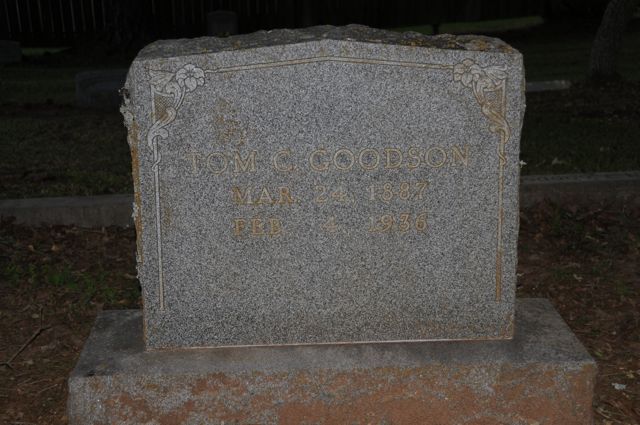 TOM C. GOODSON
MAR. 24, 1887
FEB. 4, 1936